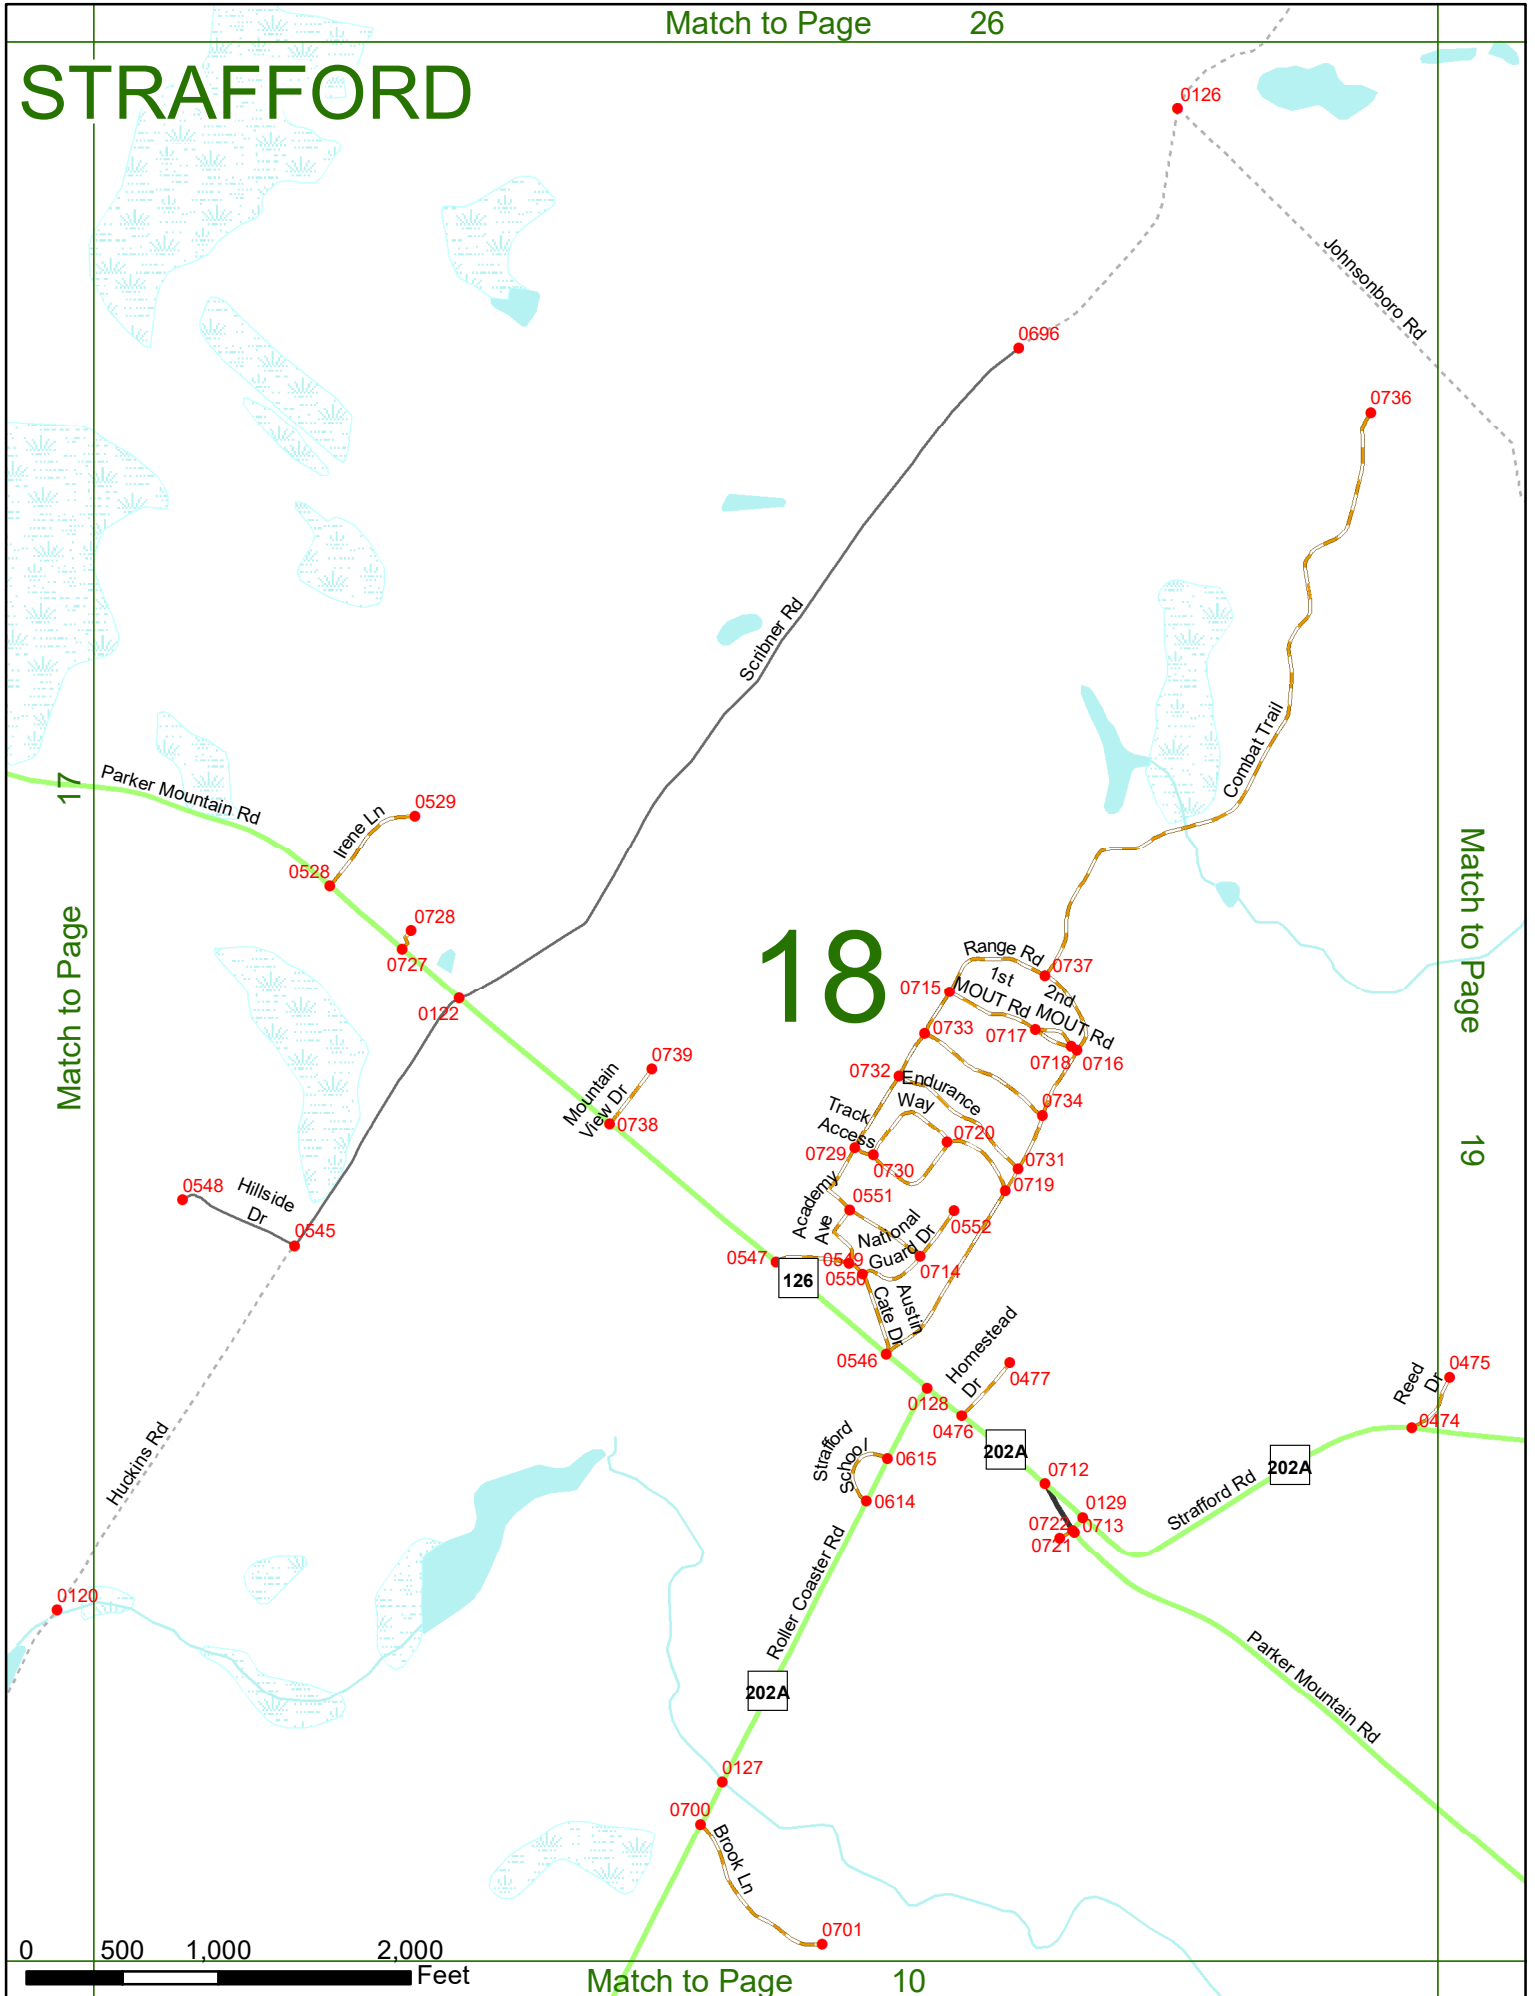 Match to Page 26
STRAFFORD
0126
Johnsonboro Rd
0696
0736
Scribner Rd
Combat Trail
17
Parker Mountain Rd
Irene Ln
0529
0528
0728
0727
0122
Match to Page
18
Match to Page
19
Range Rd
0737
1st
MOUT Rd
2nd
MOUT Rd
0715
0717
0733
0718
0716
0739
Mountain
View Dr
0738
0732
Endurance
Way
0734
Track
Access
0720
0729
0730
0731
0719
0548
Hillside
Dr
0545
Academy
Ave
0551
National
Guard Dr
0552
0547
0549
0550
0714
126
Austin
Cate Dr
0546
Homestead
Dr
0477
0128
0476
Reed
Dr
0475
0474
Huckins Rd
Strafford
School
0615
0614
202A
202A
0712
0129
Strafford Rd
0722
0713
0721
0120
Roller Coaster Rd
Parker Mountain Rd
202A
0127
0700
Brook Ln
0701
0 500 1,000 2,000
Feet
Match to Page 10